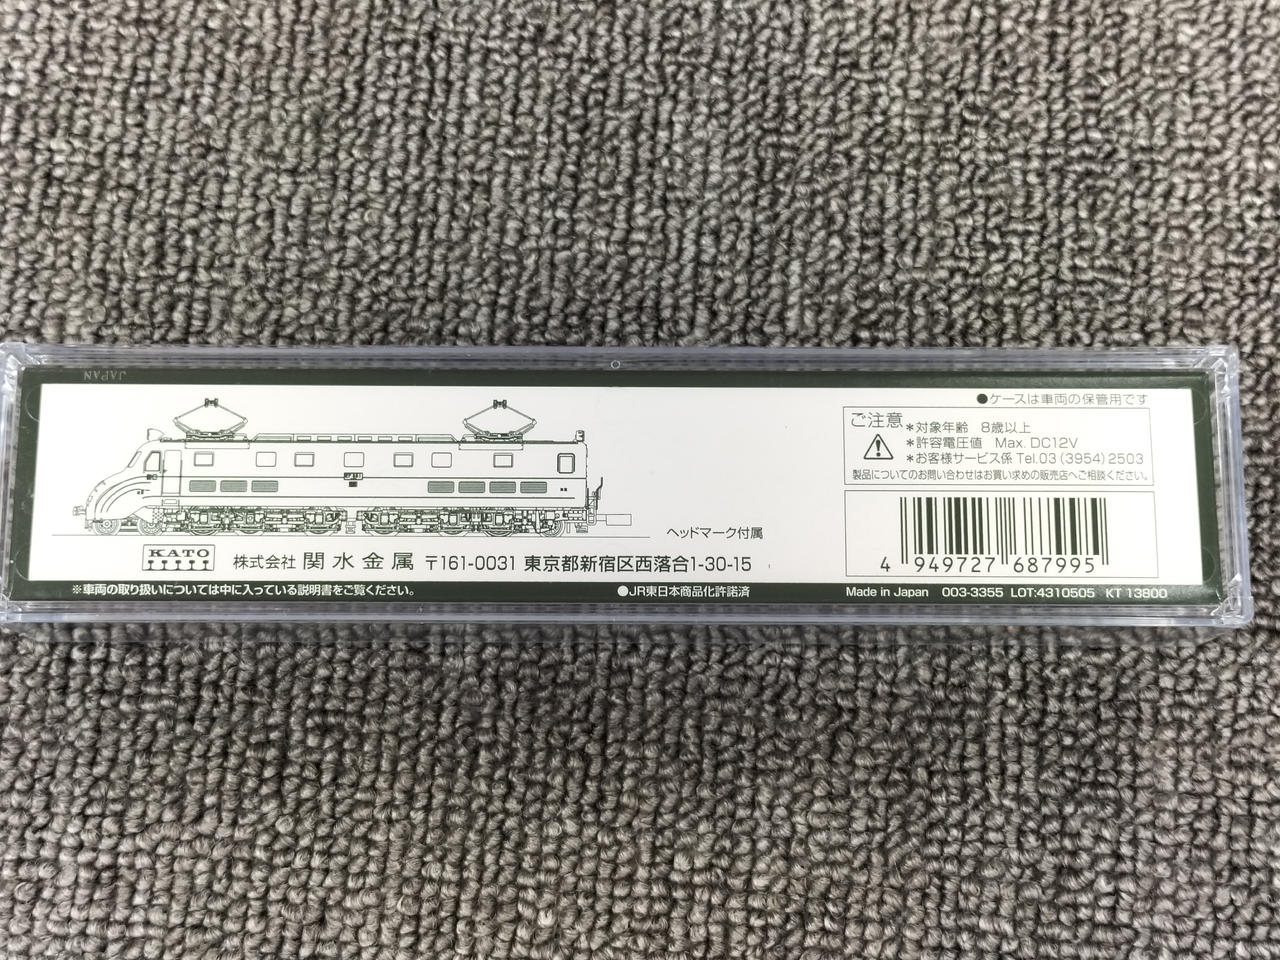 JAPAN
●ケースは車両の保管用です
ご注意
*対象年齢 8歳以上
*許容電圧値 Max. DC12V
*お客様サービス係 Tel.03(3954)2503
製品についてのお問い合わせはお買い求めの販売店へご相談ください。
ヘッドマーク付属
KATO
株式会社 関水金属 〒161-0031 東京都新宿区西落合1-30-15
4 949727 687995
※車両の取り扱いについては中に入っている説明書をご覧ください。
●JR東日本商品化許諾済
Made in Japan 003-3355 LOT:4310505 KT 13800